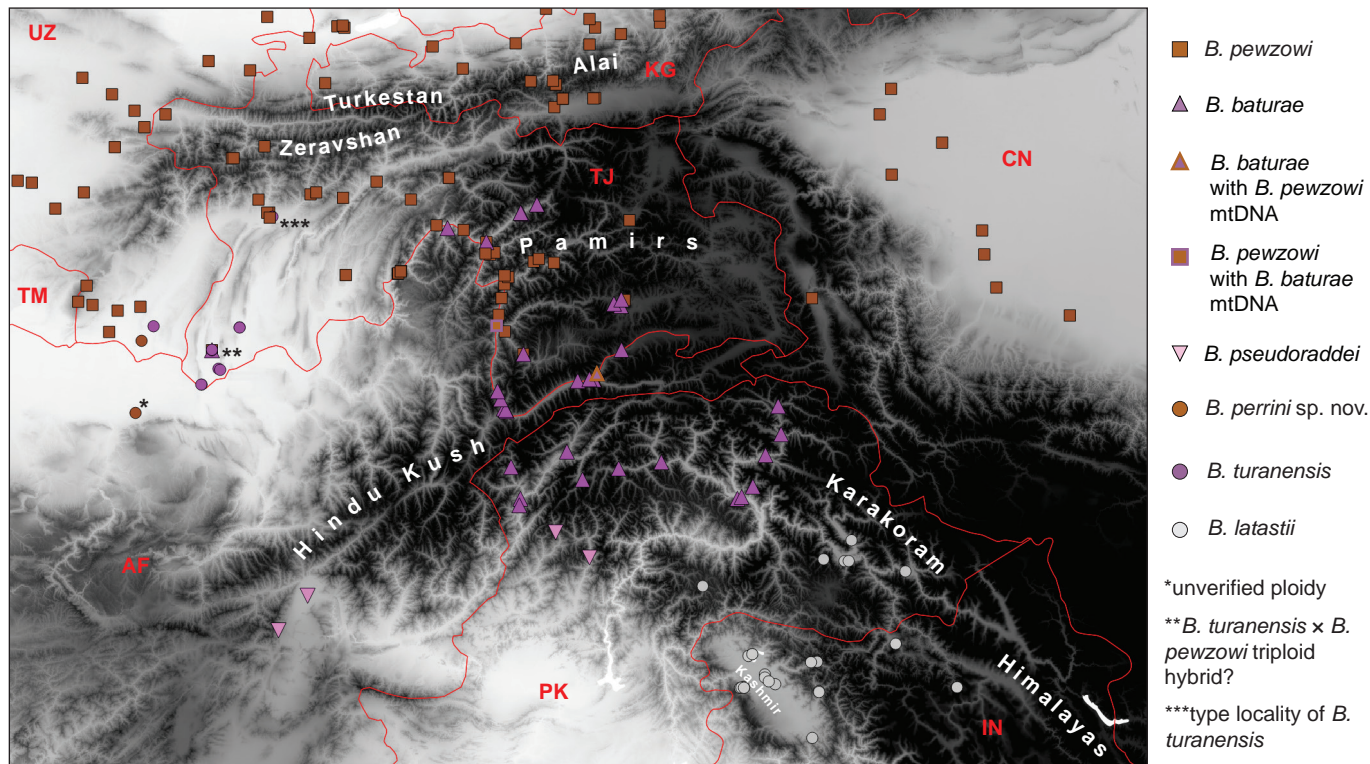 UZ
Alai
KG
Turkestan
Zeravshan
CN
TJ
***
Pamirs
TM
**
*
Hindu Kush
Karakoram
AF
Himalayas
Kashmir
PK
IN
B. pewzowi
B. baturae
B. baturae
with B. pewzowi
mtDNA
B. pewzowi
with B. baturae
mtDNA
B. pseudoraddei
B. perrini sp. nov.
B. turanensis
B. latastii
*unverified ploidy
**B. turanensis × B.
pewzowi triploid
hybrid?
***type locality of B.
turanensis